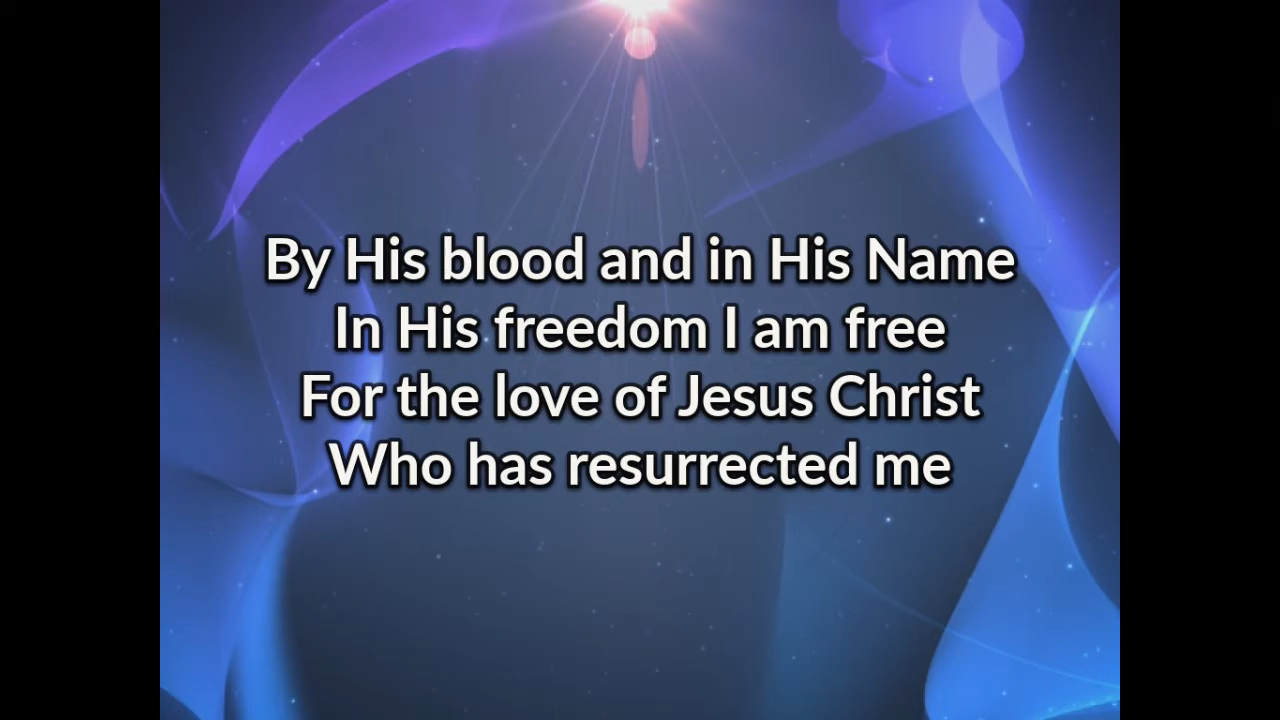 By His blood and in His Name
In His freedom I am free
For the love of Jesus Christ
Who has resurrected me